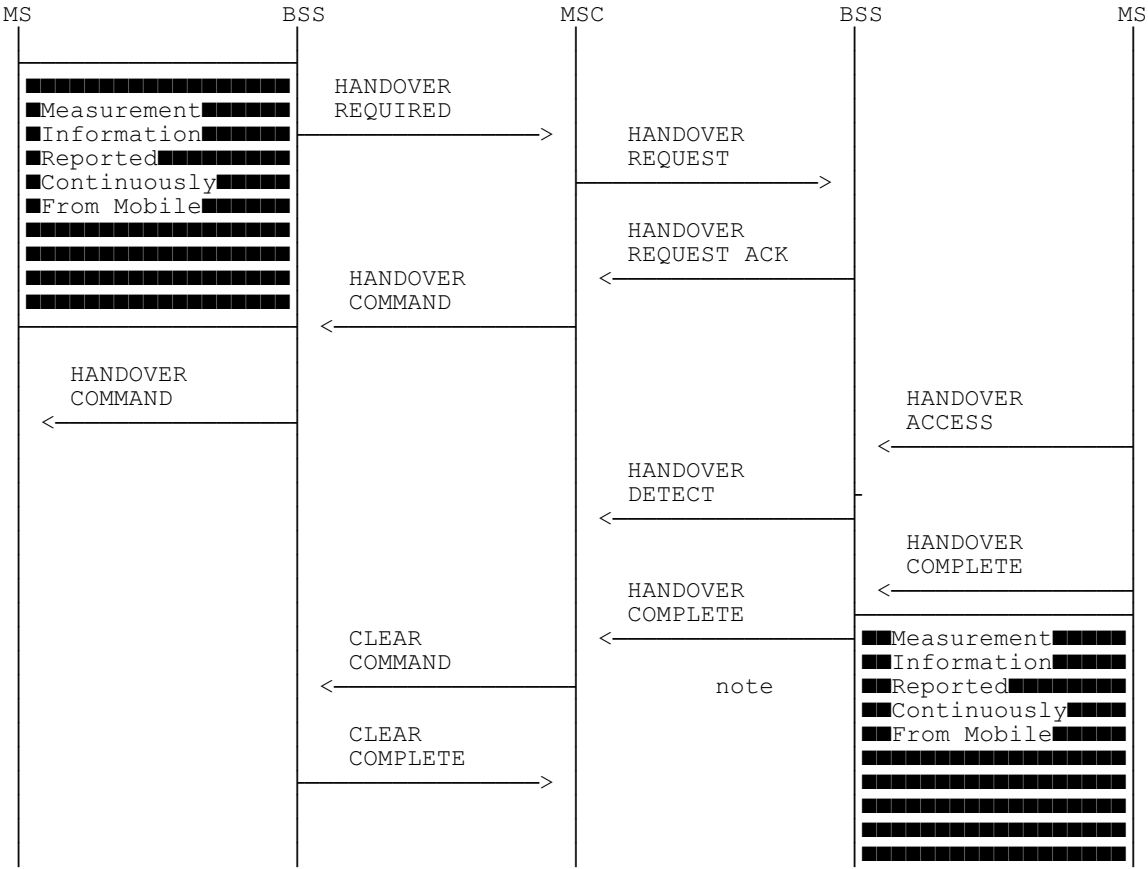 MS BSS MSC BSS MS
HANDOVER
REQUIRED
Measurement
Information
Reported
Continuously
From Mobile
HANDOVER
REQUEST
HANDOVER
REQUEST ACK
HANDOVER
COMMAND
HANDOVER
COMMAND
HANDOVER
ACCESS
HANDOVER
DETECT
HANDOVER
COMPLETE
HANDOVER
COMPLETE
CLEAR
COMMAND
note
Measurement
Information
Reported
Continuously
From Mobile
CLEAR
COMPLETE